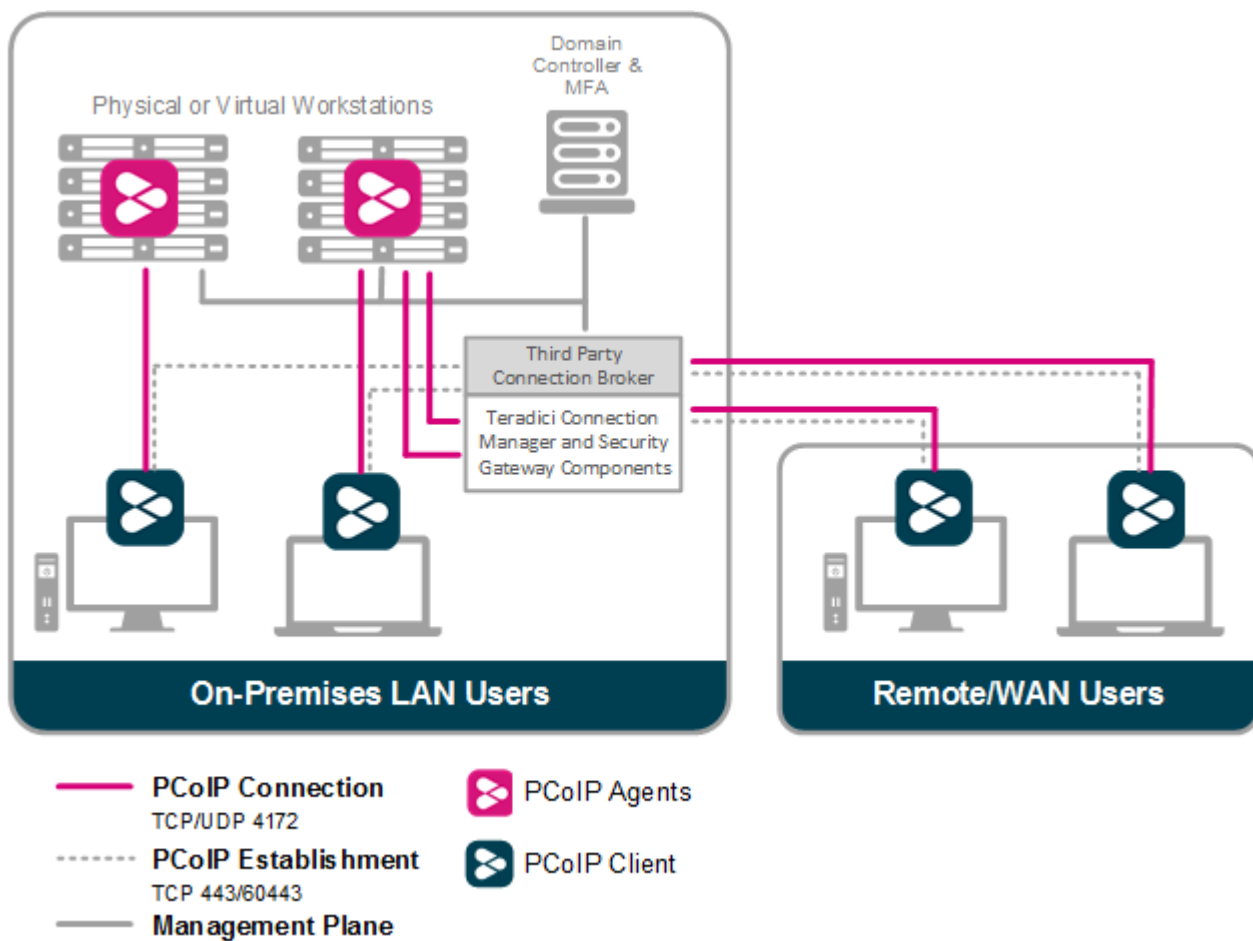 Domain
Controller &
MFA
Physical or Virtual Workstations
Third Party
Connection Broker
Teradici Connection
Manager and Security
Gateway Components
On-Premises LAN Users
Remote/WAN Users
PCoIP Connection
TCP/UDP 4172
PCoIP Establishment
TCP 443/60443
Management Plane
PCoIP Agents
PCoIP Client